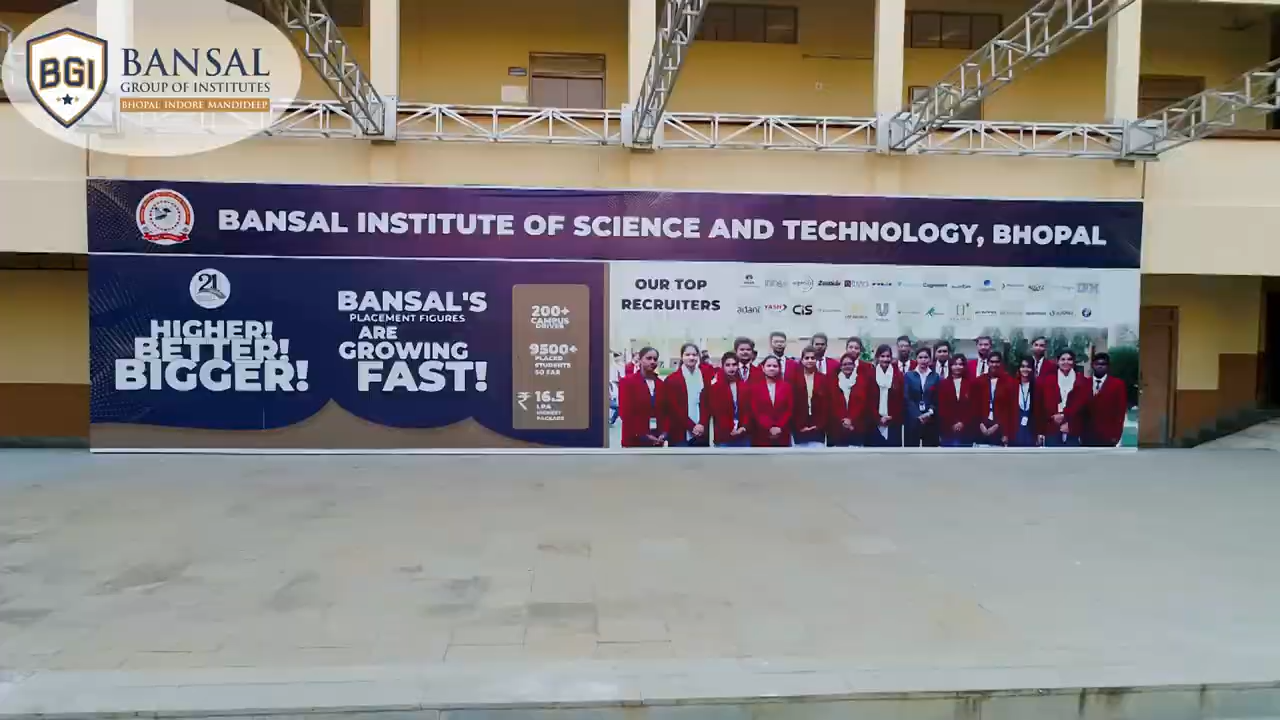 BGI
BANSAL
GROUP OF INSTITUTES
BHOPAL INDORE MANDIDEEP
BANSAL INSTITUTE OF SCIENCE AND TECHNOLOGY, BHOPAL
21
HIGHER!
BETTER!
BIGGER!
BANSAL'S
PLACEMENT FIGURES
ARE
GROWING
FAST!
200+
CAMPUS
DRIVES
9500+
PLACED
STUDENTS
SO FAR
₹ 16.5
LPA
HIGHEST
PACKAGE
OUR TOP
RECRUITERS
IBM
adani YASH CIS